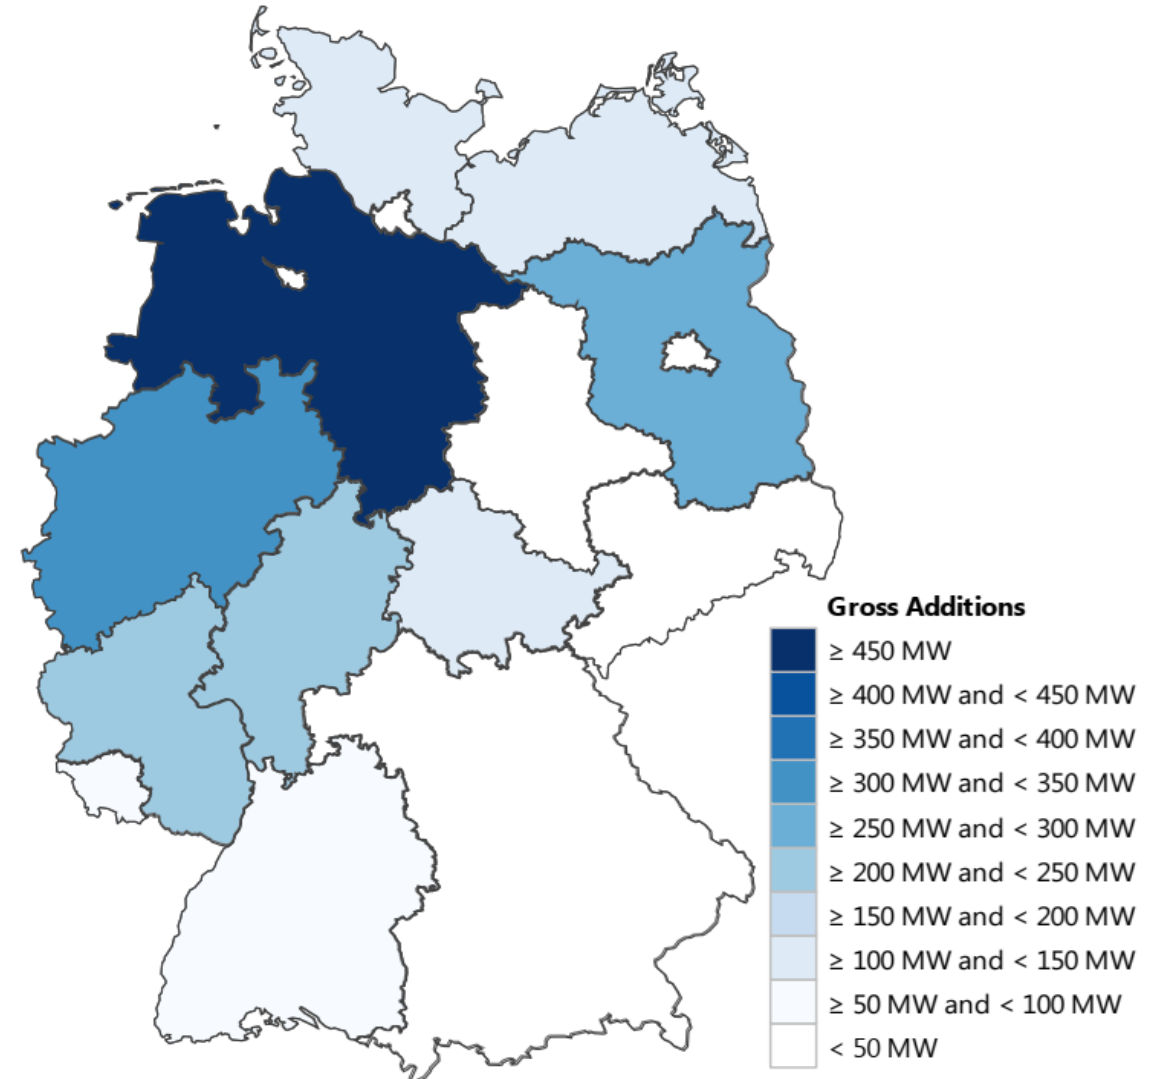 Gross Additions
≥ 450 MW
≥ 400 MW and < 450 MW
≥ 350 MW and < 400 MW
≥ 300 MW and < 350 MW
≥ 250 MW and < 300 MW
≥ 200 MW and < 250 MW
≥ 150 MW and < 200 MW
≥ 100 MW and < 150 MW
≥ 50 MW and < 100 MW
< 50 MW